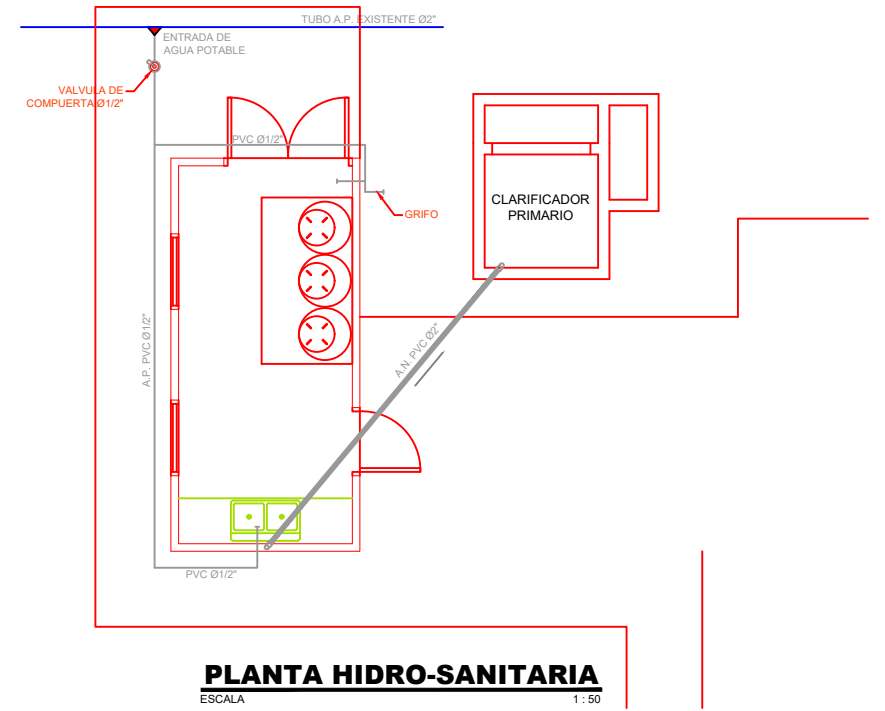 TUBO A.P. EXISTENTE Ø2"
ENTRADA DE
AGUA POTABLE
VALVULA DE
COMPUERTA Ø1/2"
PVC Ø1/2"
GRIFO
CLARIFICADOR
PRIMARIO
A.P. PVC Ø1/2"
A.N. PVC Ø2"
PVC Ø1/2"
PLANTA HIDRO-SANITARIA
ESCALA 1 : 50